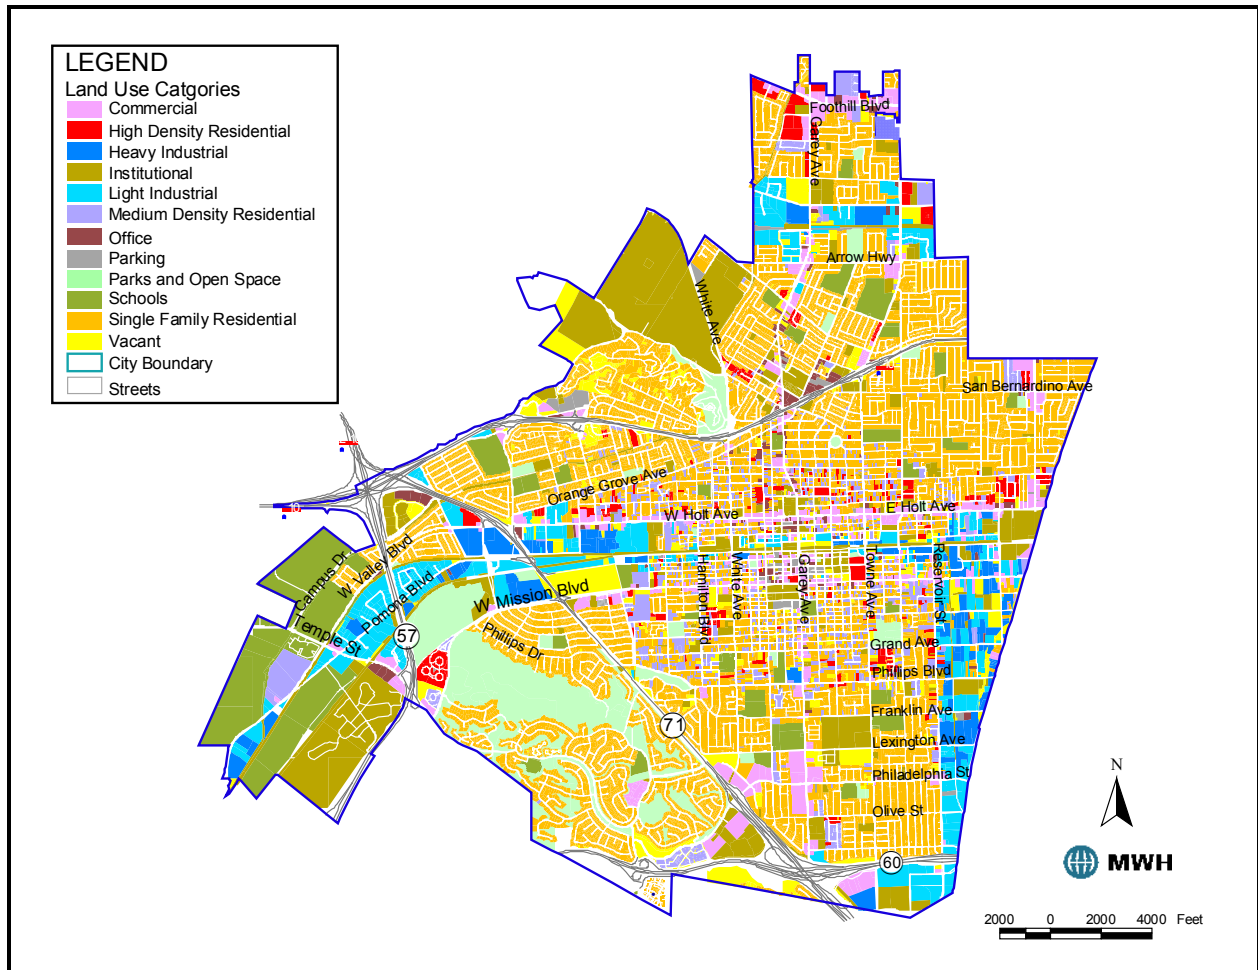 LEGEND
Land Use Catgories
Commercial
High Density Residential
Heavy Industrial
Institutional
Light Industrial
Medium Density Residential
Office
Parking
Parks and Open Space
Schools
Single Family Residential
Vacant
City Boundary
Streets
Foothill Blvd
Garey Ave
Arrow Hwy
White Ave
San Bernardino Ave
Orange Grove Ave
W Holt Ave
E Holt Ave
Campus Dr
W Valley Blvd
Pomona Blvd
Temple St
57
W Mission Blvd
Phillips Dr
Hamilton Blvd
White Ave
Garey Ave
Towne Ave
Reservoir St
Grand Ave
Phillips Blvd
Franklin Ave
71
Lexington Ave
Philadelphia St
Olive St
60
N
MWH
2000 0 2000 4000 Feet